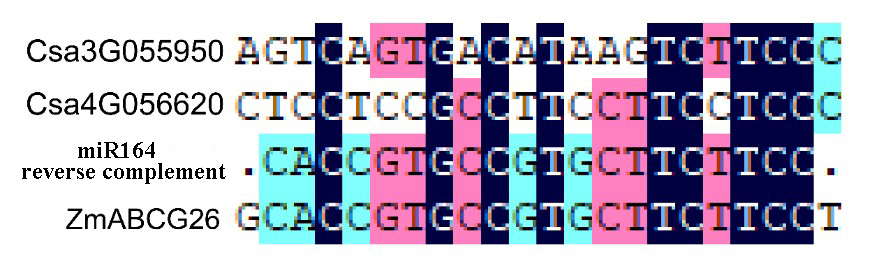 Csa3G055950 AGTCAGTGACATAAGTCTTCCC
Csa4G056620 CTCCTCCGCCTTCCTTCCTCCC
miR164
reverse complement .CACCGTGCCGTGCTTCTTCC.
ZmABCG26 GCACCGTGCCGTGCTTCTTCCT